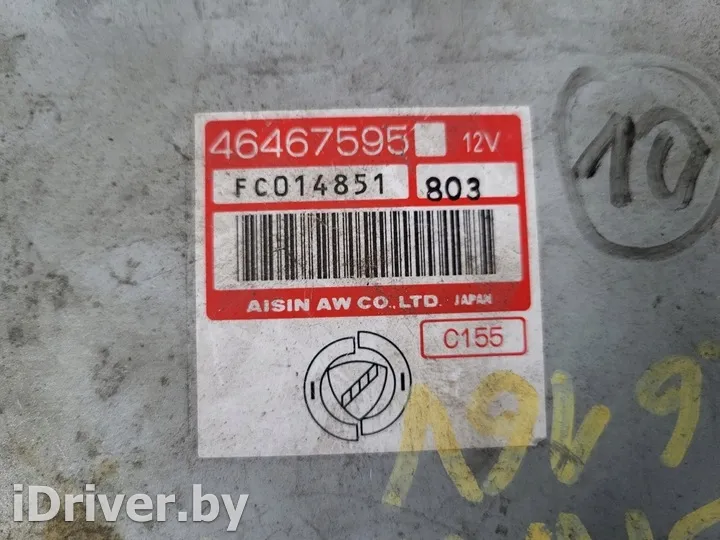 46467595 12V
FC014851 803
AISIN AW CO.,LTD. JAPAN
C155
10
iDriver.by